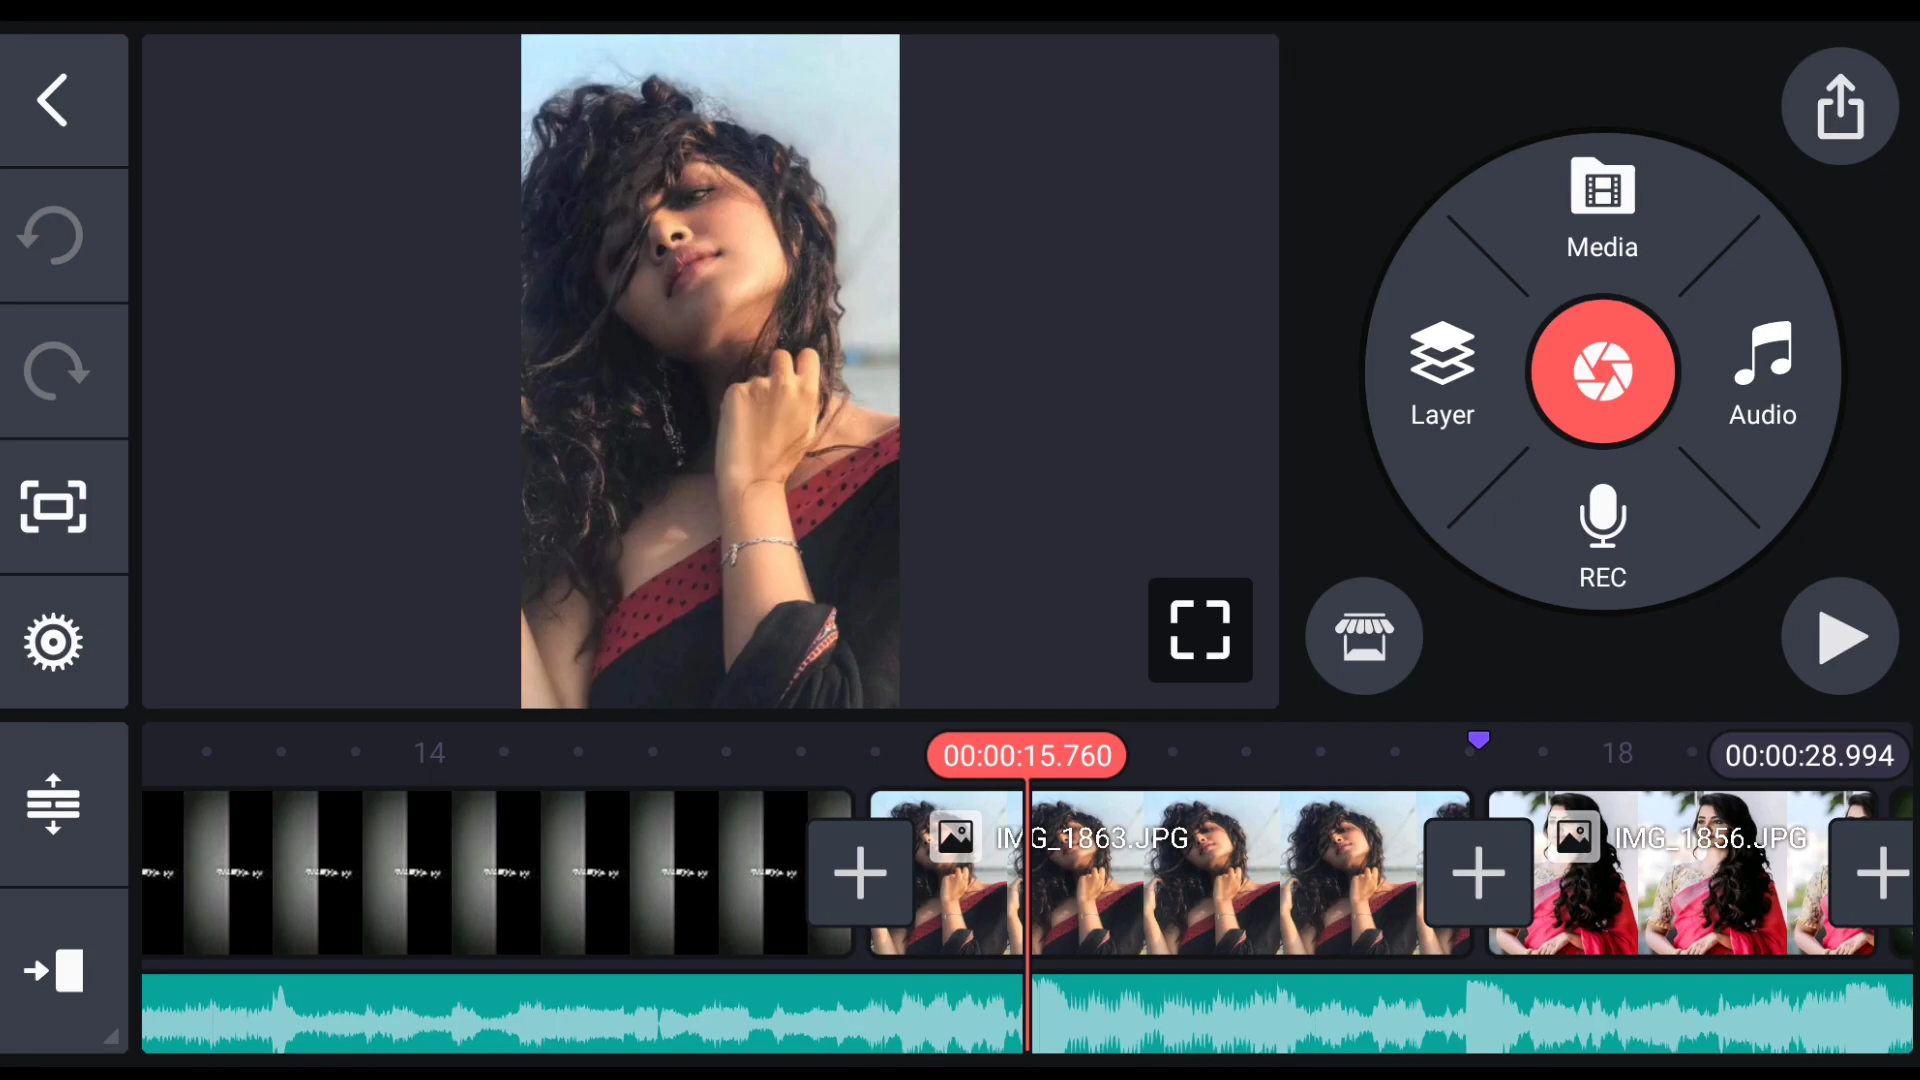 Media
Layer
Audio
REC
14
00:00:15.760
18
00:00:28.994
IMG_1863.JPG
IMG_1856.JPG